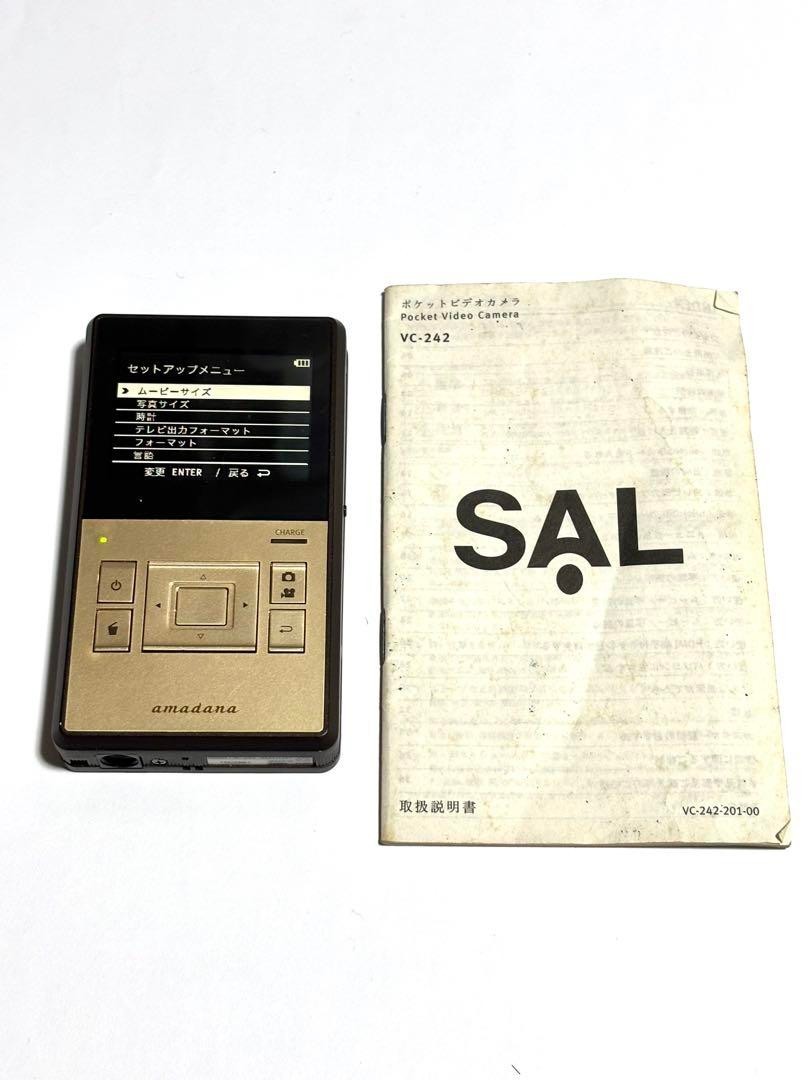 セットアップメニュー
ムービーサイズ
写真サイズ
時計
テレビ出力フォーマット
フォーマット
言語
変更 ENTER / 戻る
CHARGE
amadana
ポケットビデオカメラ
Pocket Video Camera
VC-242
SAL
取扱説明書
VC-242-201-00